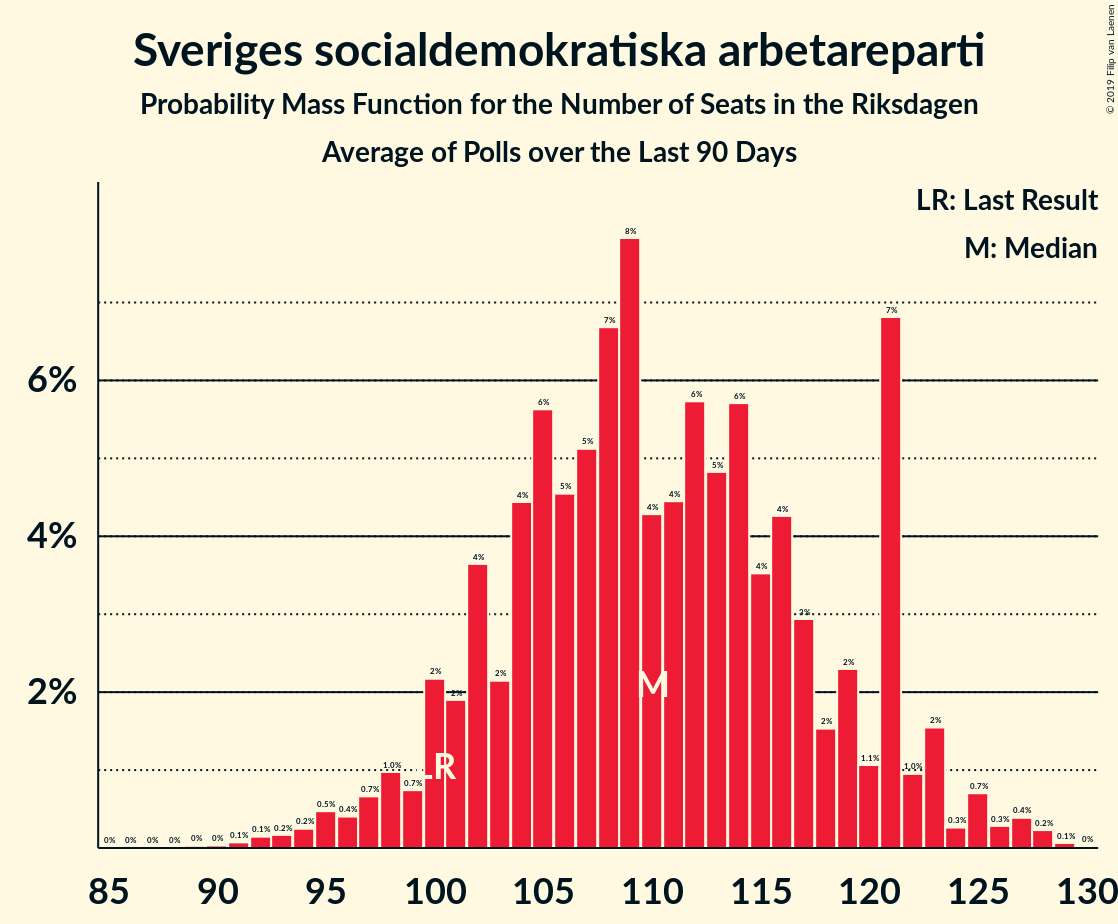 Sveriges socialdemokratiska arbetareparti
Probability Mass Function for the Number of Seats in the Riksdagen
Average of Polls over the Last 90 Days
© 2019 Filip van Laenen
LR: Last Result
M: Median
6%
4%
2%
0% 0% 0% 0% 0% 0% 0.1% 0.1% 0.2% 0.2% 0.5% 0.4% 0.7% 1.0% 0.7% 2% 2% 4% 2% 4% 6% 5% 5% 7% 8% 4% 4% 6% 5% 6% 4% 4% 3% 2% 2% 1.1% 7% 1.0% 2% 0.3% 0.7% 0.3% 0.4% 0.2% 0.1% 0%
LR
M
85 90 95 100 105 110 115 120 125 130